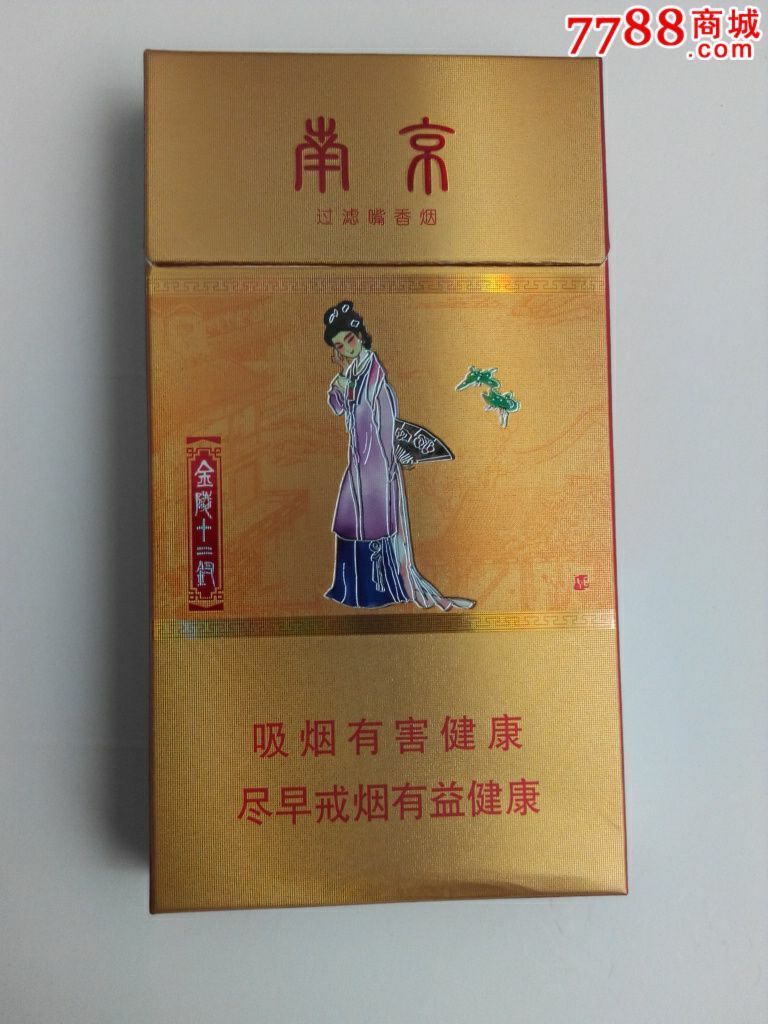 7788商城
.com
南京
过滤嘴香烟
金陵十二钗
吸烟有害健康
尽早戒烟有益健康